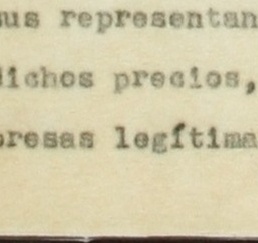 sus representan
dichos precios,
presas legítima